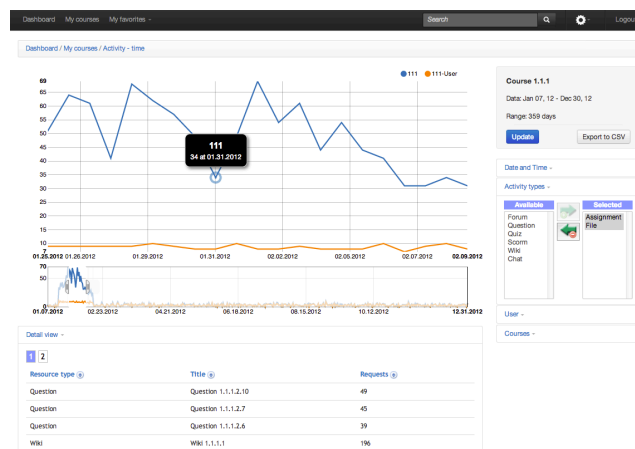 Dashboard My courses My favorites Search Logou
Dashboard / My courses / Activity - time
111 111-User
69
65
60
55
50
45
40
35
30
25
20
15
10
7
111
34 at 01.31.2012
01.25.2012 01.26.2012 01.29.2012 01.31.2012 02.02.2012 02.05.2012 02.07.2012 02.09.2012
70
50
0
01.07.2012 02.23.2012 04.21.2012 06.18.2012 08.15.2012 10.12.2012 12.31.2012
Detail view -
1 2
Resource type Title Requests
Question Question 1.1.1.2.10 49
Question Question 1.1.1.2.7 45
Question Question 1.1.1.2.6 39
Wiki Wiki 1.1.1.1 196
Course 1.1.1
Data: Jan 07, 12 - Dec 30, 12
Range: 359 days
Update Export to CSV
Date and Time -
Activity types -
Available Selected
Forum Assignment
Question File
Quiz
Scorm
Wiki
Chat
User -
Courses -